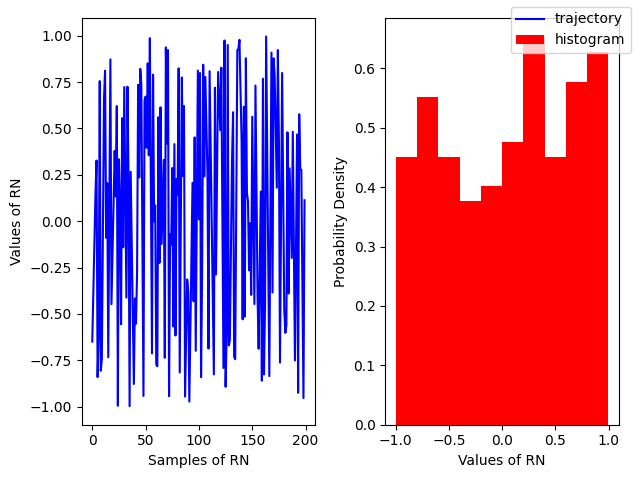 trajectory
histogram
1.00
0.75
0.50
0.25
0.00
−0.25
−0.50
−0.75
−1.00
Values of RN
0 50 100 150 200
Samples of RN
0.6
0.5
0.4
0.3
0.2
0.1
0.0
Probability Density
−1.0 −0.5 0.0 0.5 1.0
Values of RN